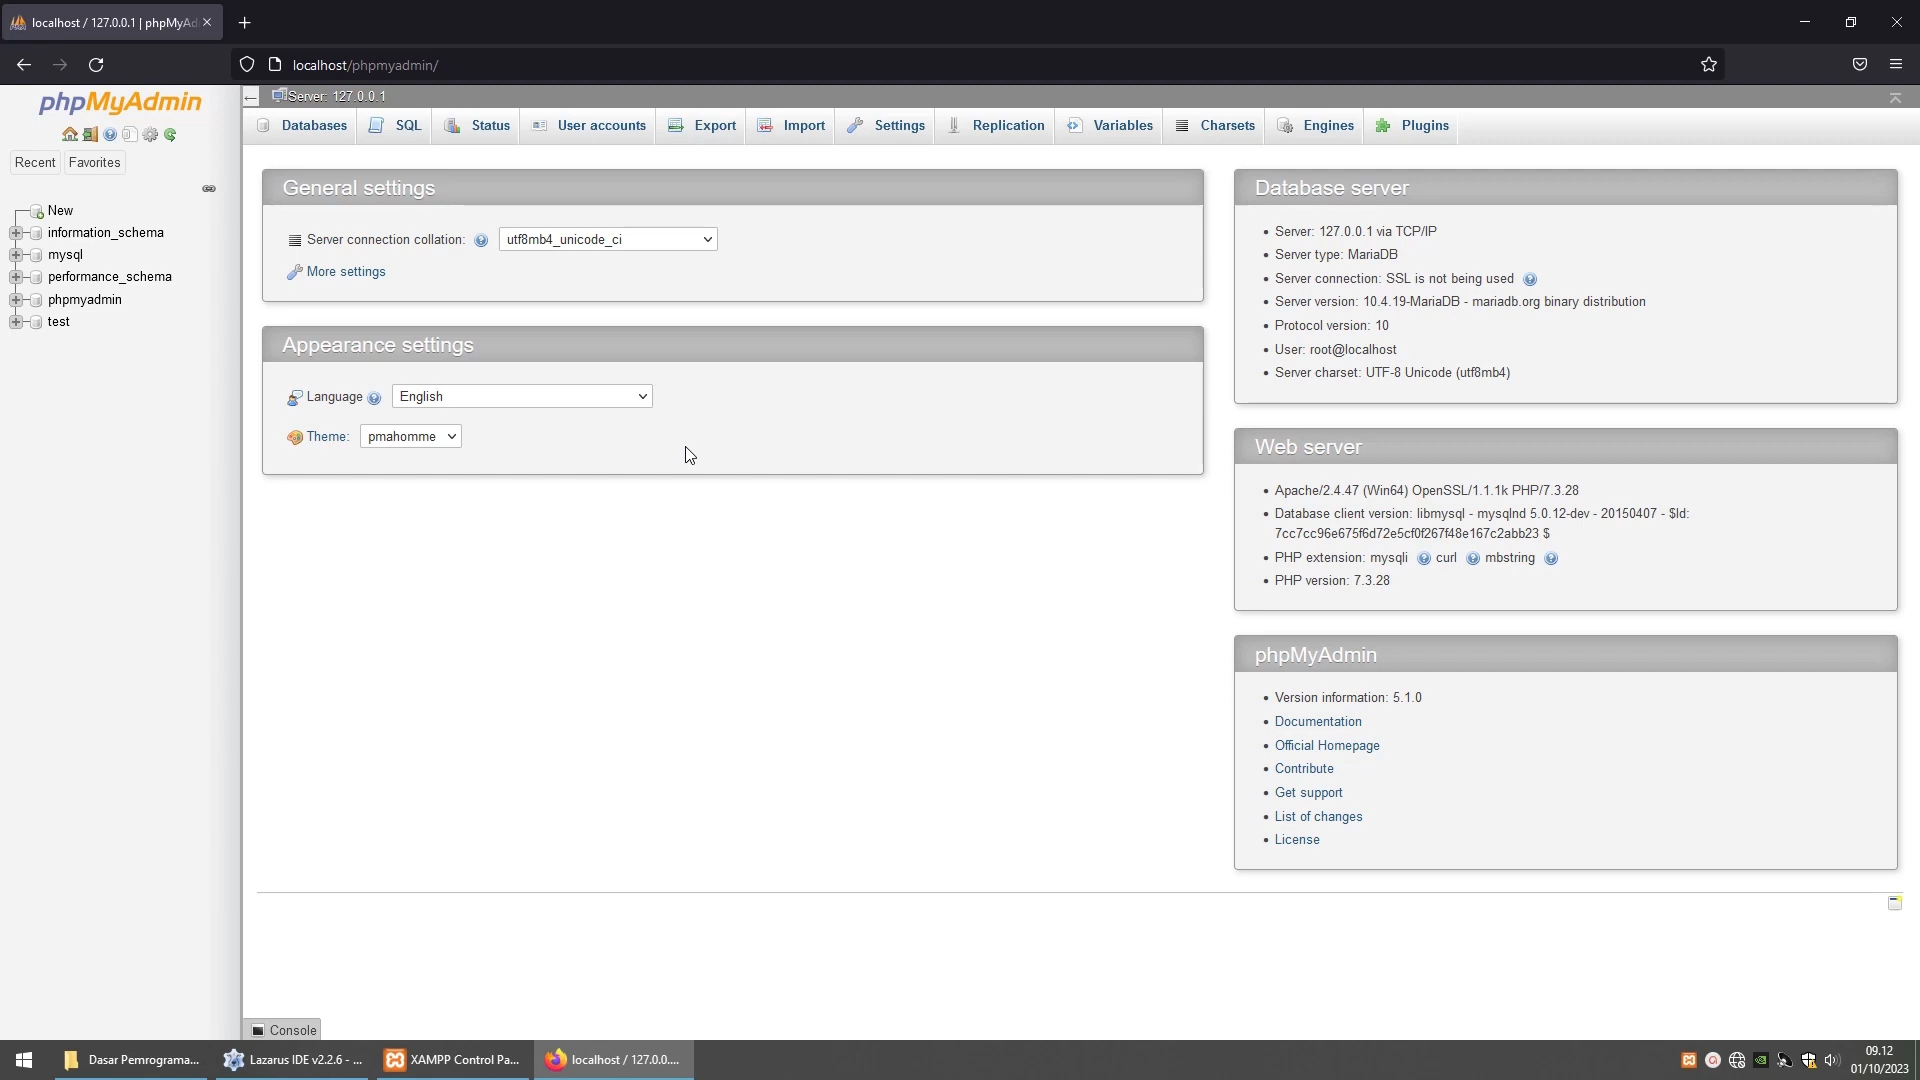 localhost / 127.0.0.1 | phpMyAd
localhost/phpmyadmin/
phpMyAdmin
Recent
Favorites
New
information_schema
mysql
performance_schema
phpmyadmin
test
Server: 127.0.0.1
Databases
SQL
Status
User accounts
Export
Import
Settings
Replication
Variables
Charsets
Engines
Plugins
General settings
Server connection collation:
utf8mb4_unicode_ci
More settings
Appearance settings
Language
English
Theme:
pmahomme
Database server
Server: 127.0.0.1 via TCP/IP
Server type: MariaDB
Server connection: SSL is not being used
Server version: 10.4.19-MariaDB - mariadb.org binary distribution
Protocol version: 10
User: root@localhost
Server charset: UTF-8 Unicode (utf8mb4)
Web server
Apache/2.4.47 (Win64) OpenSSL/1.1.1k PHP/7.3.28
Database client version: libmysql - mysqlnd 5.0.12-dev - 20150407 - $Id:
7cc7cc96e675f6d72e5cf0f267f48e167c2abb23 $
PHP extension: mysqli curl mbstring
PHP version: 7.3.28
phpMyAdmin
Version information: 5.1.0
Documentation
Official Homepage
Contribute
Get support
List of changes
License
Console
Dasar Pemrograma...
Lazarus IDE v2.2.6 - ...
XAMPP Control Pa...
localhost / 127.0.0....
09.12
01/10/2023